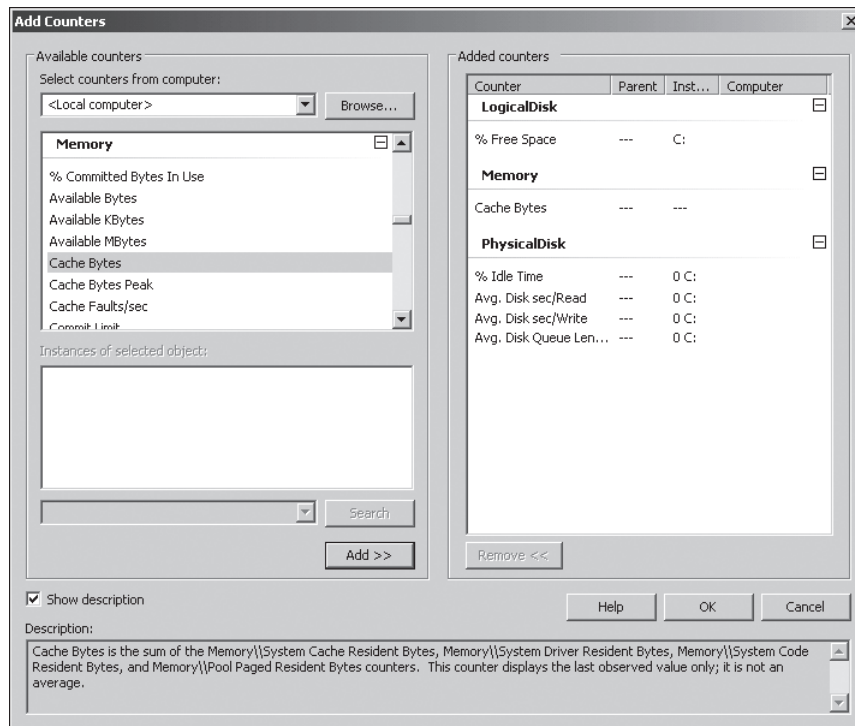 Add Counters
Available counters
Select counters from computer:
<Local computer>
Browse...
Memory
% Committed Bytes In Use
Available Bytes
Available KBytes
Available MBytes
Cache Bytes
Cache Bytes Peak
Cache Faults/sec
Commit Limit
Instances of selected object:
Search
Add >>
Added counters
Counter Parent Inst... Computer
LogicalDisk
% Free Space --- C:
Memory
Cache Bytes --- ---
PhysicalDisk
% Idle Time --- 0 C:
Avg. Disk sec/Read --- 0 C:
Avg. Disk sec/Write --- 0 C:
Avg. Disk Queue Len... --- 0 C:
Remove <<
Show description
Help OK Cancel
Description:
Cache Bytes is the sum of the Memory\\System Cache Resident Bytes, Memory\\System Driver Resident Bytes, Memory\\System Code
Resident Bytes, and Memory\\Pool Paged Resident Bytes counters. This counter displays the last observed value only; it is not an
average.